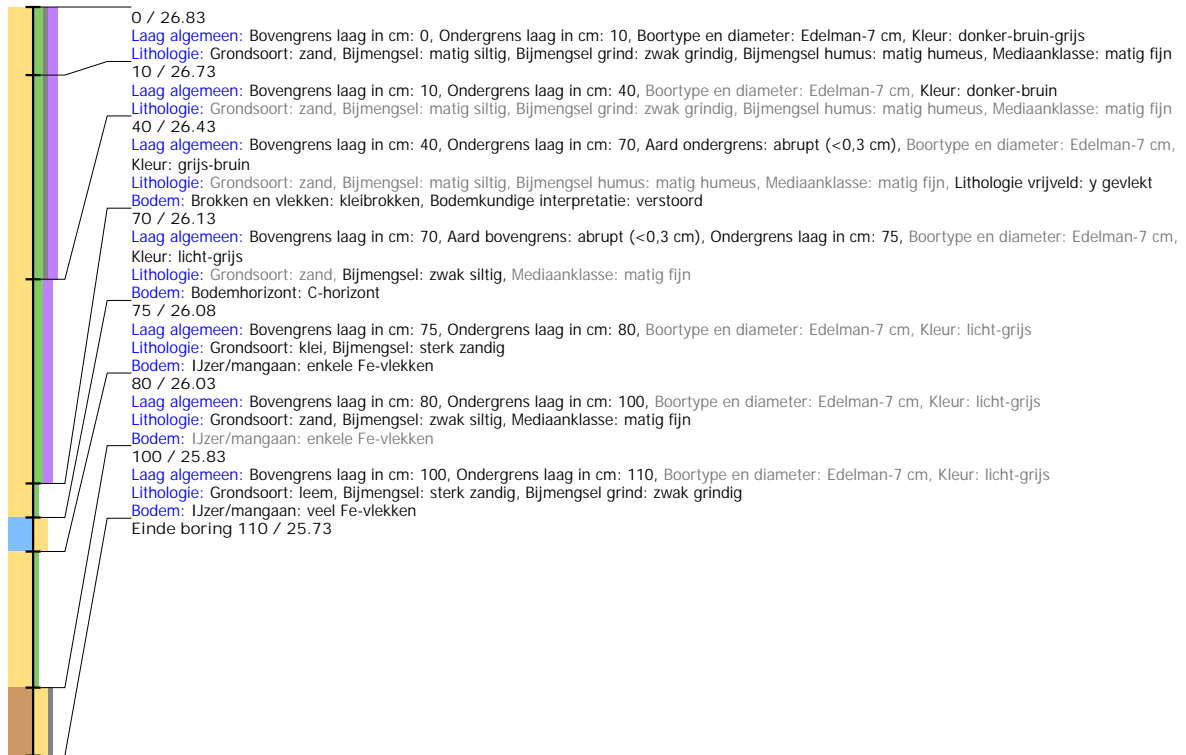 0 / 26.83
Laag algemeen: Bovengrens laag in cm: 0, Ondergrens laag in cm: 10, Boortype en diameter: Edelman-7 cm, Kleur: donker-bruin-grijs
Lithologie: Grondsoort: zand, Bijmengsel: matig siltig, Bijmengsel grind: zwak grindig, Bijmengsel humus: matig humeus, Mediaanklasse: matig fijn
10 / 26.73
Laag algemeen: Bovengrens laag in cm: 10, Ondergrens laag in cm: 40, Boortype en diameter: Edelman-7 cm, Kleur: donker-bruin
Lithologie: Grondsoort: zand, Bijmengsel: matig siltig, Bijmengsel grind: zwak grindig, Bijmengsel humus: matig humeus, Mediaanklasse: matig fijn
40 / 26.43
Laag algemeen: Bovengrens laag in cm: 40, Ondergrens laag in cm: 70, Aard ondergrens: abrupt (<0,3 cm), Boortype en diameter: Edelman-7 cm,
Kleur: grijs-bruin
Lithologie: Grondsoort: zand, Bijmengsel: matig siltig, Bijmengsel humus: matig humeus, Mediaanklasse: matig fijn, Lithologie vrijveld: y gevlekt
Bodem: Brokken en vlekken: kleibrokken, Bodemkundige interpretatie: verstoord
70 / 26.13
Laag algemeen: Bovengrens laag in cm: 70, Aard bovengrens: abrupt (<0,3 cm), Ondergrens laag in cm: 75, Boortype en diameter: Edelman-7 cm,
Kleur: licht-grijs
Lithologie: Grondsoort: zand, Bijmengsel: zwak siltig, Mediaanklasse: matig fijn
Bodem: Bodemhorizont: C-horizont
75 / 26.08
Laag algemeen: Bovengrens laag in cm: 75, Ondergrens laag in cm: 80, Boortype en diameter: Edelman-7 cm, Kleur: licht-grijs
Lithologie: Grondsoort: klei, Bijmengsel: sterk zandig
Bodem: IJzer/mangaan: enkele Fe-vlekken
80 / 26.03
Laag algemeen: Bovengrens laag in cm: 80, Ondergrens laag in cm: 100, Boortype en diameter: Edelman-7 cm, Kleur: licht-grijs
Lithologie: Grondsoort: zand, Bijmengsel: zwak siltig, Mediaanklasse: matig fijn
Bodem: IJzer/mangaan: enkele Fe-vlekken
100 / 25.83
Laag algemeen: Bovengrens laag in cm: 100, Ondergrens laag in cm: 110, Boortype en diameter: Edelman-7 cm, Kleur: licht-grijs
Lithologie: Grondsoort: leem, Bijmengsel: sterk zandig, Bijmengsel grind: zwak grindig
Bodem: IJzer/mangaan: veel Fe-vlekken
Einde boring 110 / 25.73